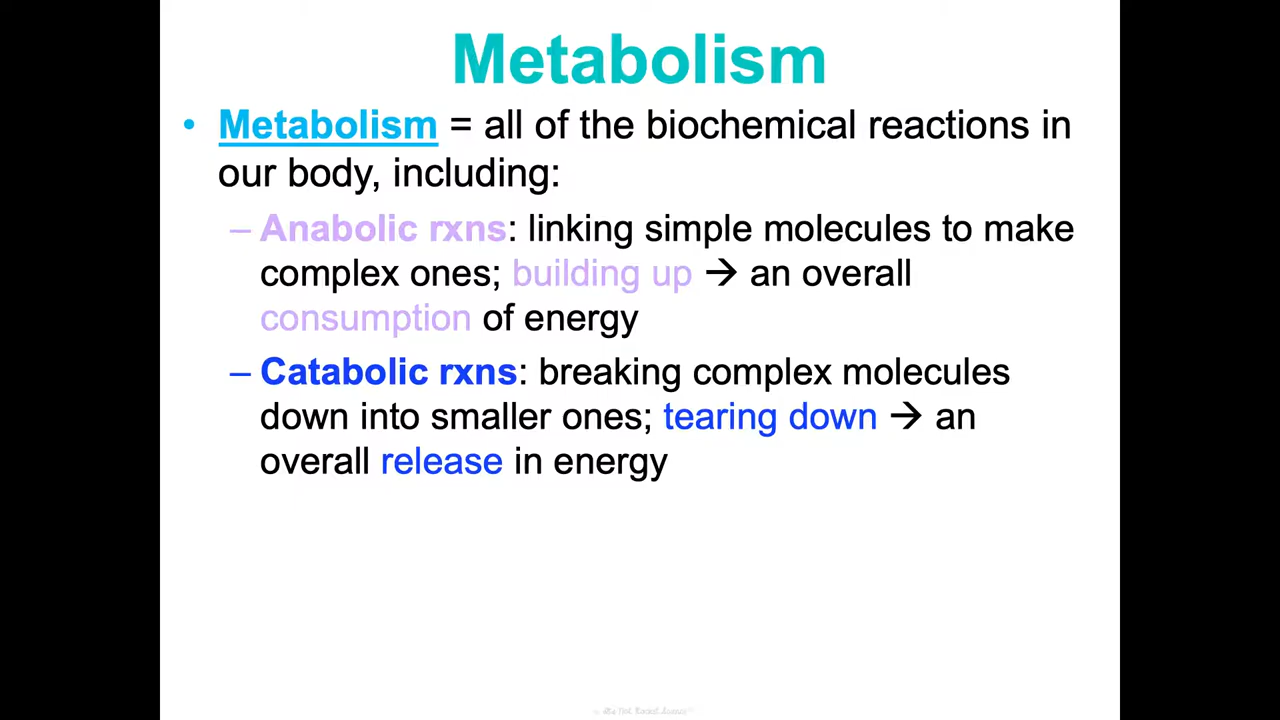 Metabolism
• Metabolism = all of the biochemical reactions in
our body, including:
– Anabolic rxns: linking simple molecules to make
complex ones; building up → an overall
consumption of energy
– Catabolic rxns: breaking complex molecules
down into smaller ones; tearing down → an
overall release in energy